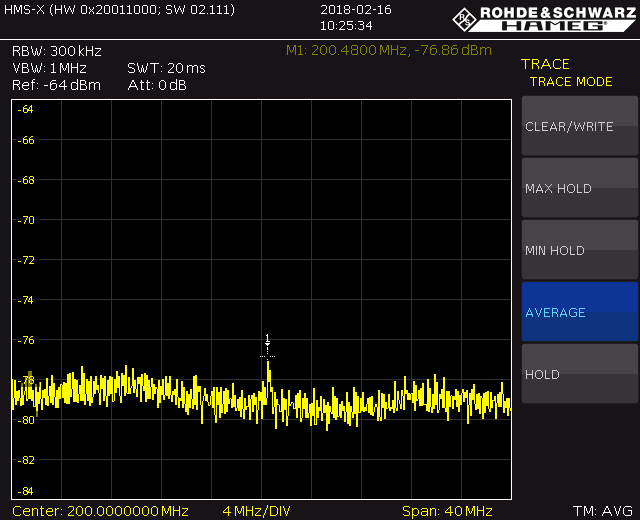 HMS-X (HW 0x20011000; SW 02.111)
2018-02-16
10:25:34
ROHDE & SCHWARZ
HAMEG
RBW: 300 kHz
VBW: 1 MHz
SWT: 20 ms
Ref: -64 dBm
Att: 0 dB
M1: 200.4800 MHz, -76.86 dBm
TRACE
TRACE MODE
CLEAR/WRITE
MAX HOLD
MIN HOLD
AVERAGE
HOLD
-64
-66
-68
-70
-72
-74
-76
-78
-80
-82
-84
1
Center: 200.0000000 MHz
4 MHz/DIV
Span: 40 MHz
TM: AVG